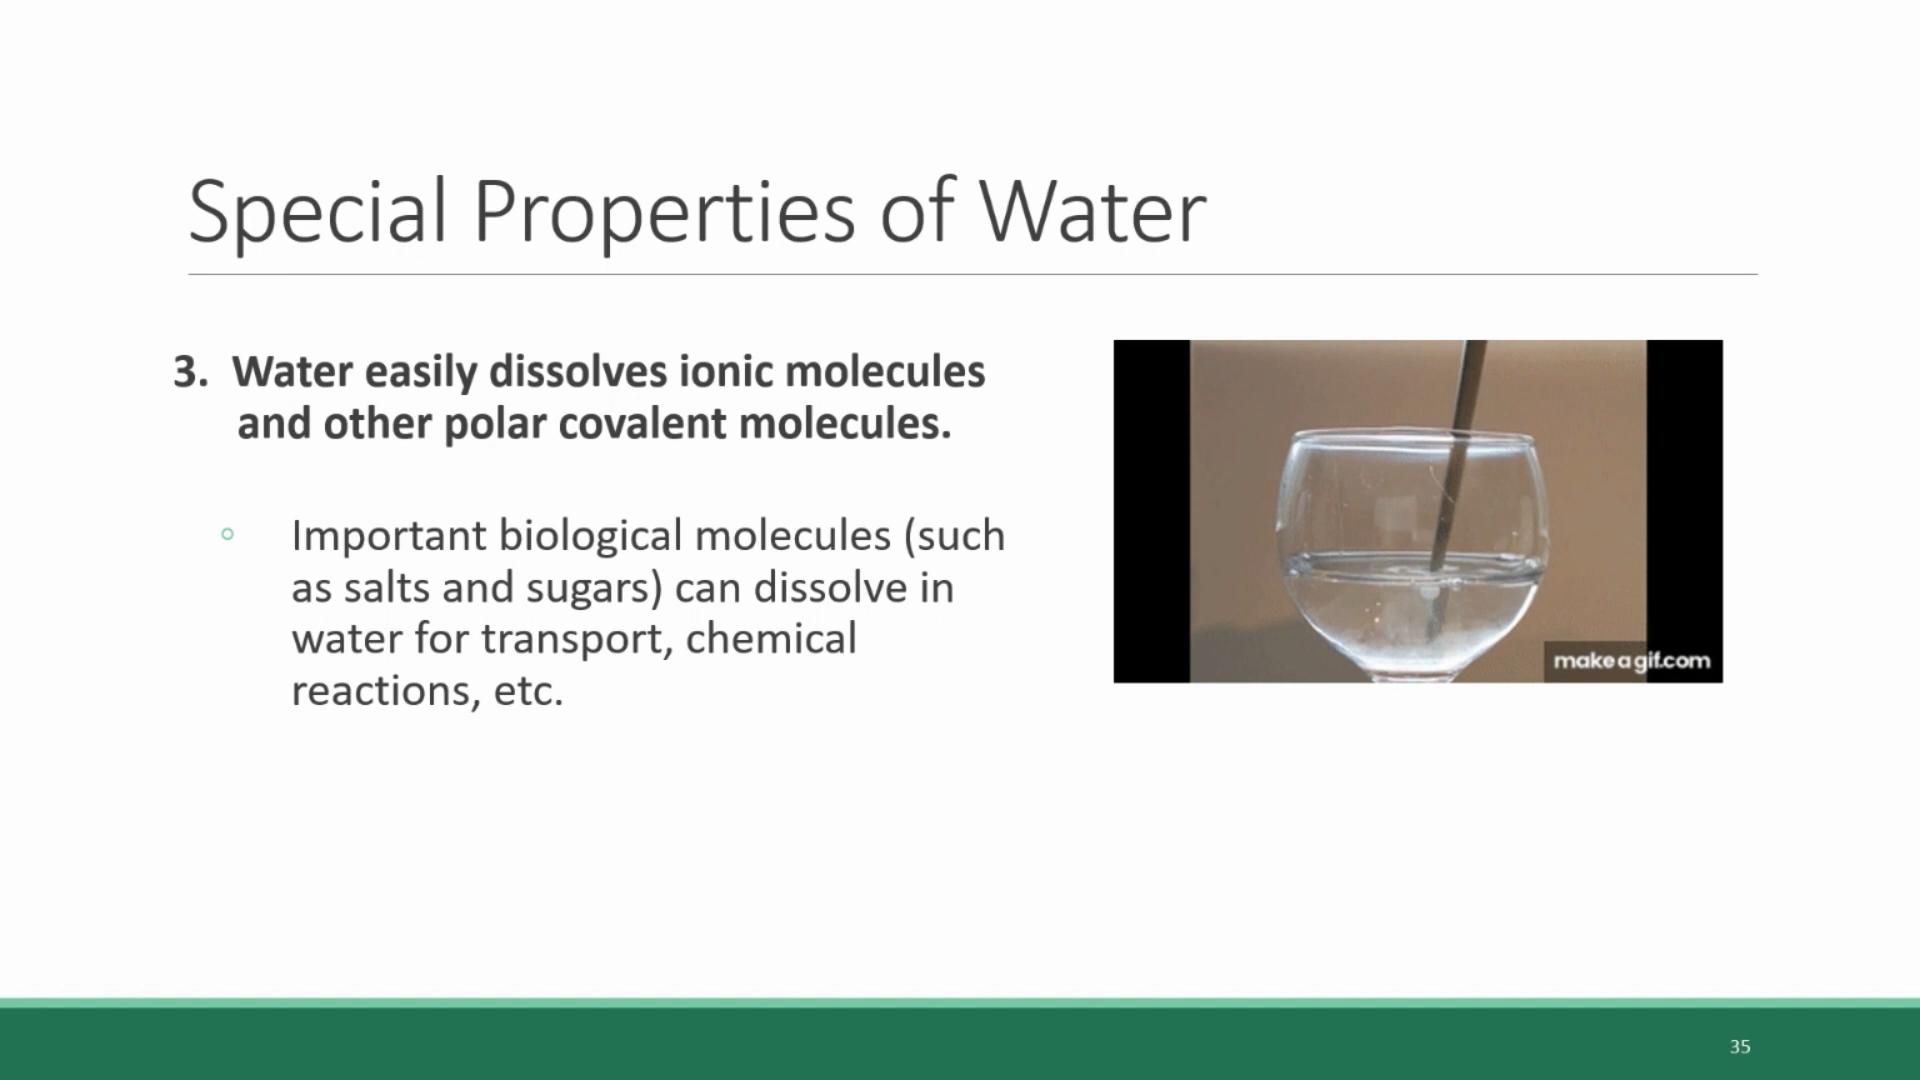 Special Properties of Water
3. Water easily dissolves ionic molecules
and other polar covalent molecules.
◦ Important biological molecules (such
as salts and sugars) can dissolve in
water for transport, chemical
reactions, etc.
makeagif.com
35